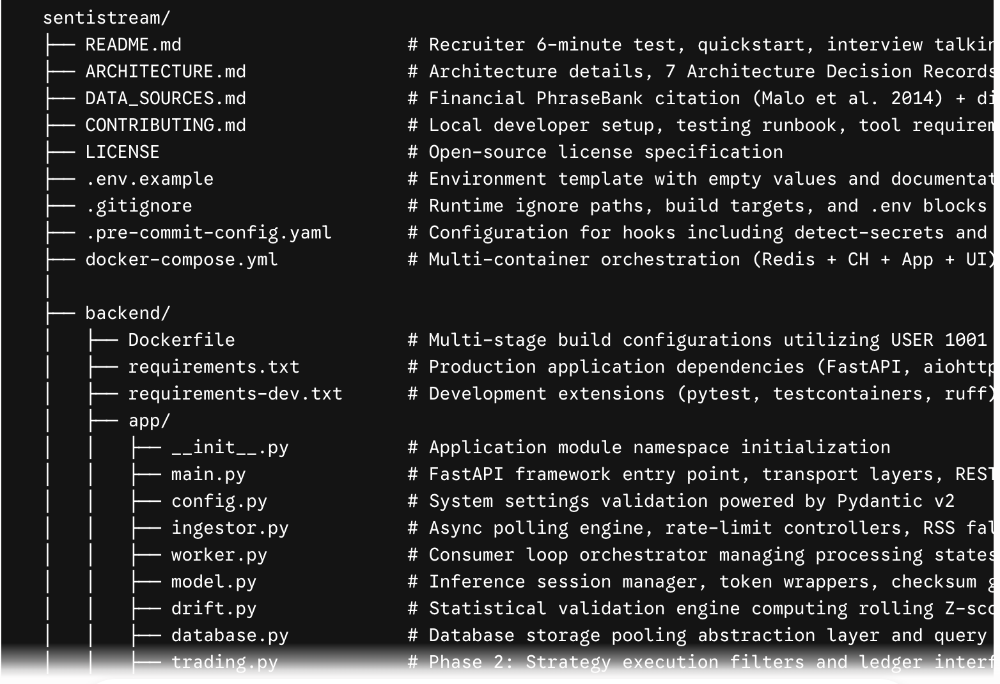 sentistream/
├── README.md                     # Recruiter 6-minute test, quickstart, interview
├── ARCHITECTURE.md               # Architecture details, 7 Architecture Decision Records
├── DATA_SOURCES.md               # Financial PhraseBank citation (Malo et al. 2014) +
├── CONTRIBUTING.md               # Local developer setup, testing runbook, tool
├── LICENSE                       # Open-source license specification
├── .env.example                  # Environment template with empty values and
├── .gitignore                    # Runtime ignore paths, build targets, and .env blocks
├── .pre-commit-config.yaml       # Configuration for hooks including detect-secrets and
├── docker-compose.yml            # Multi-container orchestration (Redis + CH + App + UI)
│
├── backend/
│   ├── Dockerfile                # Multi-stage build configurations utilizing USER 1001
│   ├── requirements.txt          # Production application dependencies (FastAPI, aiohttp
│   ├── requirements-dev.txt      # Development extensions (pytest, testcontainers, ruff)
│   ├── app/
│   │   ├── __init__.py           # Application module namespace initialization
│   │   ├── main.py               # FastAPI framework entry point, transport layers, REST
│   │   ├── config.py             # System settings validation powered by Pydantic v2
│   │   ├── ingestor.py           # Async polling engine, rate-limit controllers, RSS
│   │   ├── worker.py             # Consumer loop orchestrator managing processing states
│   │   ├── model.py              # Inference session manager, token wrappers, checksum
│   │   ├── drift.py              # Statistical validation engine computing rolling
│   │   ├── database.py           # Database storage pooling abstraction layer and query
│   │   ├── trading.py            # Phase 2: Strategy execution filters and ledger